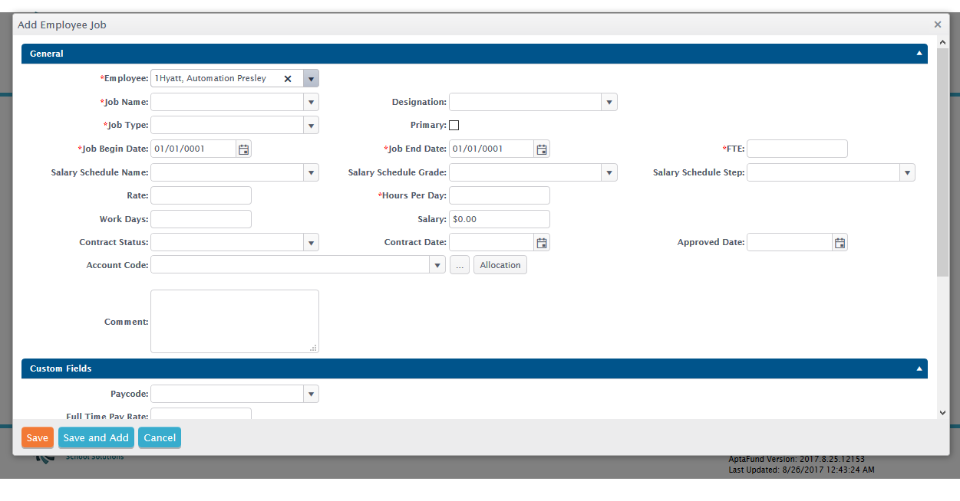 Add Employee Job ×
General
*Employee: 1Hyatt, Automation Presley ×
*Job Name: Designation:
*Job Type: Primary:
*Job Begin Date: 01/01/0001 *Job End Date: 01/01/0001 *FTE:
Salary Schedule Name: Salary Schedule Grade: Salary Schedule Step:
Rate: *Hours Per Day:
Work Days: Salary: $0.00
Contract Status: Contract Date: Approved Date:
Account Code: ... Allocation
Comment:
Custom Fields
Paycode:
Full Time Pay Rate:
Save Save and Add Cancel
School Solutions
AptaFund Version: 2017.8.25.12153
Last Updated: 8/26/2017 12:43:24 AM